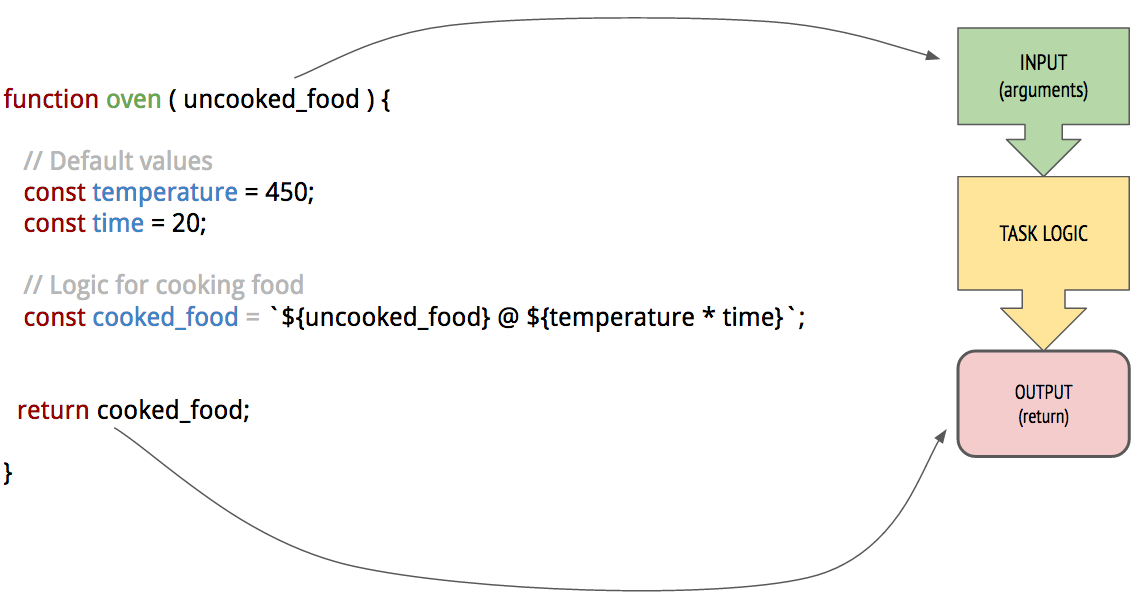 function oven ( uncooked_food ) {
// Default values
const temperature = 450;
const time = 20;
// Logic for cooking food
const cooked_food = `${uncooked_food} @ ${temperature * time}`;
return cooked_food;
}
INPUT
(arguments)
TASK LOGIC
OUTPUT
(return)